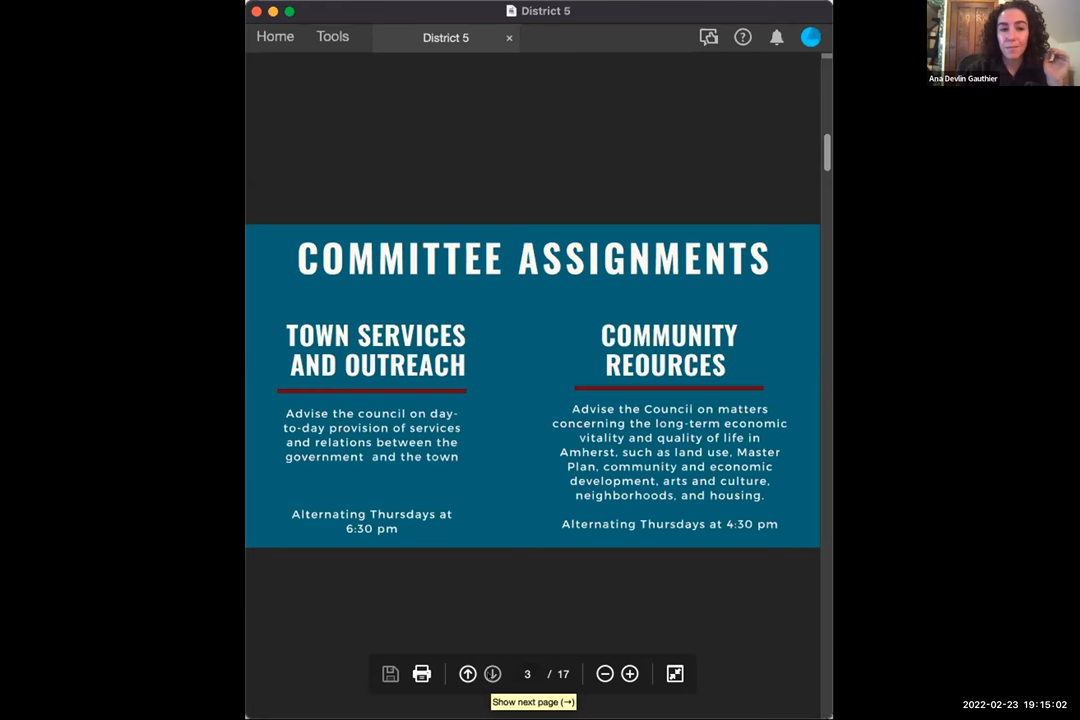 District 5
Home
Tools
District 5
×
Ana Devlin Gauthier
COMMITTEE ASSIGNMENTS
TOWN SERVICES
AND OUTREACH
Advise the council on day-
to-day provision of services
and relations between the
government and the town
Alternating Thursdays at
6:30 pm
COMMUNITY
REOURCES
Advise the Council on matters
concerning the long-term economic
vitality and quality of life in
Amherst, such as land use, Master
Plan, community and economic
development, arts and culture,
neighborhoods, and housing.
Alternating Thursdays at 4:30 pm
3 / 17
Show next page (→)
2022-02-23 19:15:02